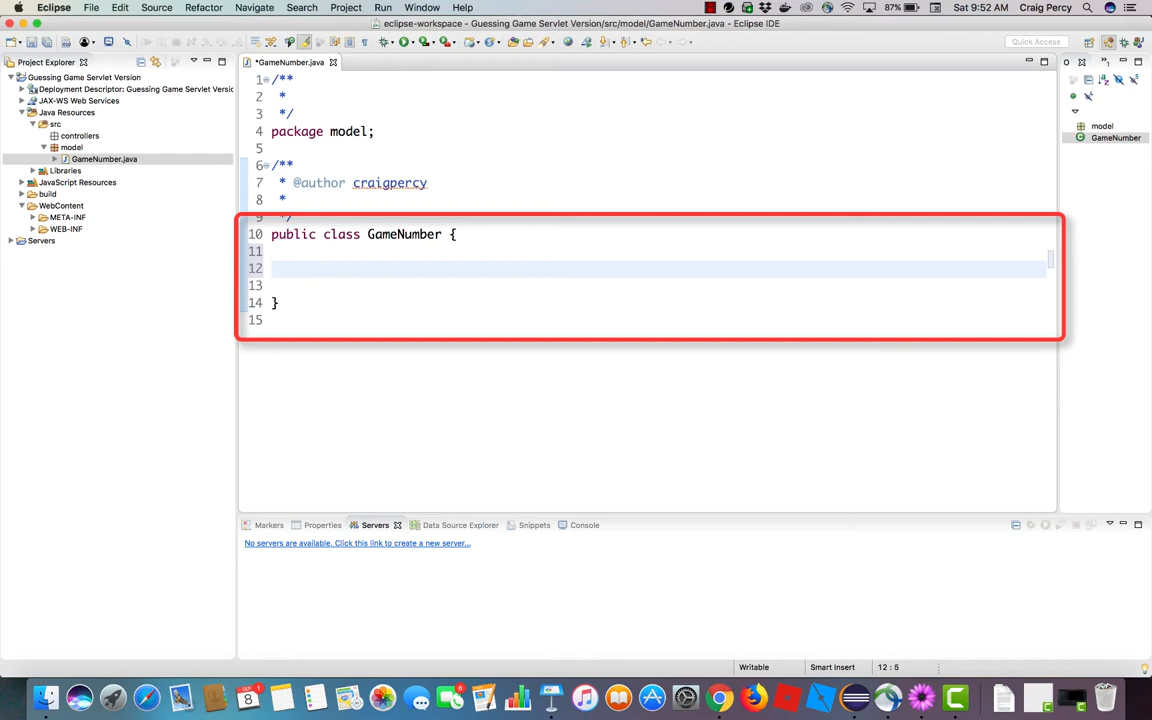 Eclipse File Edit Source Refactor Navigate Search Project Run Window Help 87% Sat 9:52 AM Craig Percy
eclipse-workspace - Guessing Game Servlet Version/src/model/GameNumber.java - Eclipse IDE
Quick Access
Project Explorer
Guessing Game Servlet Version
Deployment Descriptor: Guessing Game Servlet Versio
JAX-WS Web Services
Java Resources
src
controllers
model
GameNumber.java
Libraries
JavaScript Resources
build
WebContent
META-INF
WEB-INF
Servers
*GameNumber.java
1 /**
2 *
3 */
4 package model;
5
6 /**
7 * @author craigpercy
8 *
9 */
10 public class GameNumber {
11
12
13
14 }
15
model
GameNumber
Markers Properties Servers Data Source Explorer Snippets Console
No servers are available. Click this link to create a new server...
Writable Smart Insert 12 : 5